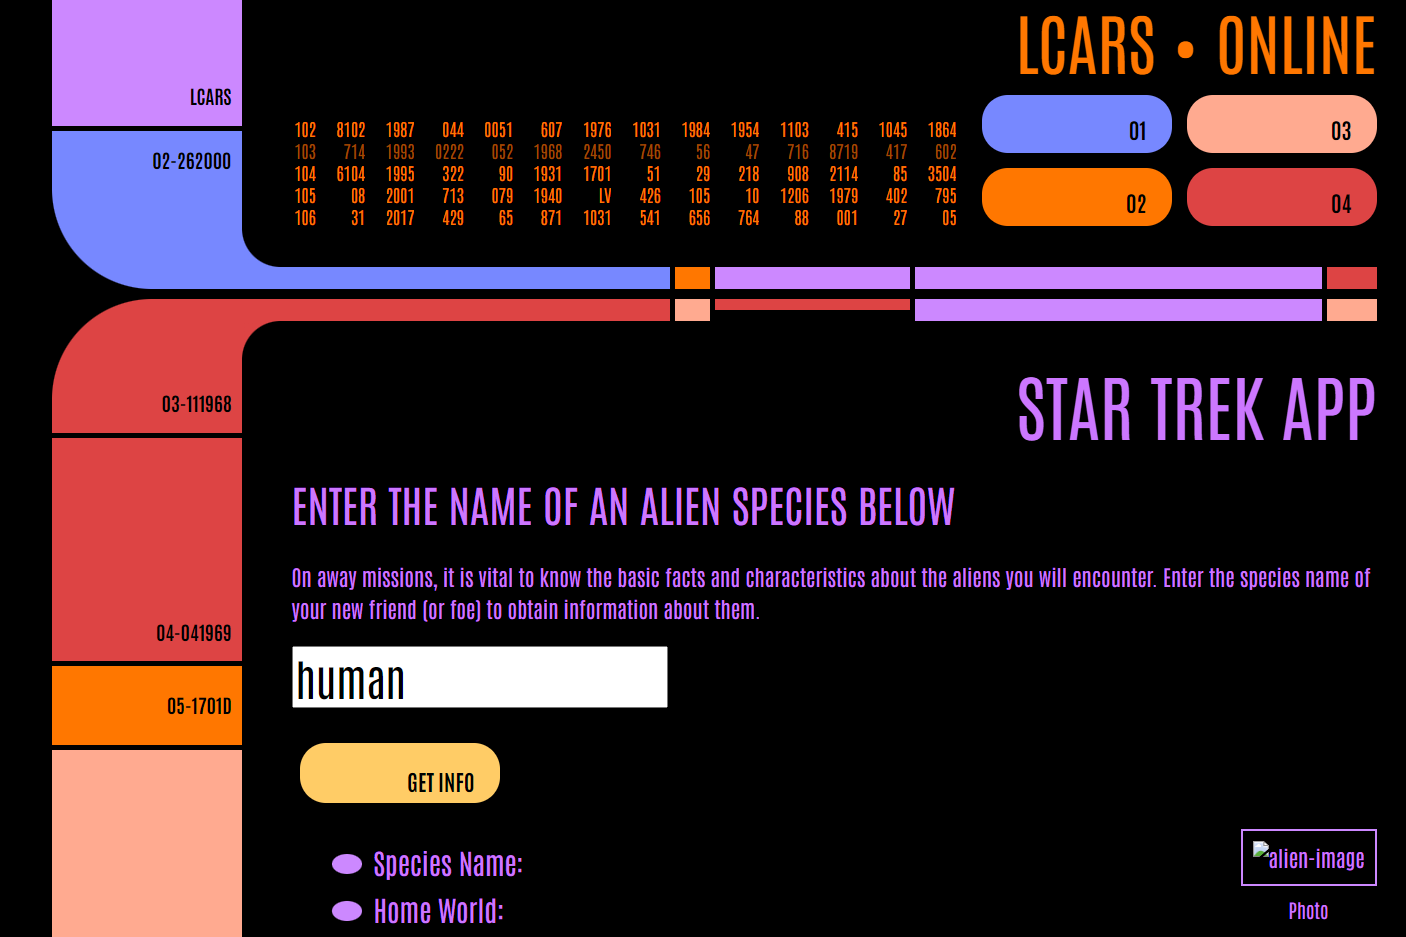 LCARS • ONLINE
LCARS
02-262000
102 8102 1987 044 0051 607 1976 1031 1984 1954 1103 415 1045 1864
103 714 1993 0222 052 1968 2450 746 56 47 716 8719 417 602
104 6104 1995 322 90 1931 1701 51 29 218 908 2114 85 3504
105 08 2001 713 079 1940 LV 426 105 10 1206 1979 402 795
106 31 2017 429 65 871 1031 541 656 764 88 001 27 05
01
03
02
04
03-111968
STAR TREK APP
ENTER THE NAME OF AN ALIEN SPECIES BELOW
On away missions, it is vital to know the basic facts and characteristics about the aliens you will encounter. Enter the species name of
your new friend (or foe) to obtain information about them.
04-041969
human
05-1701D
GET INFO
Species Name:
alien-image
Home World:
Photo